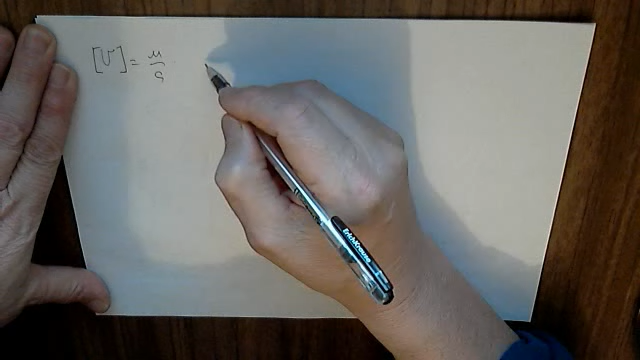 [υ] = м/с
ErichKrause